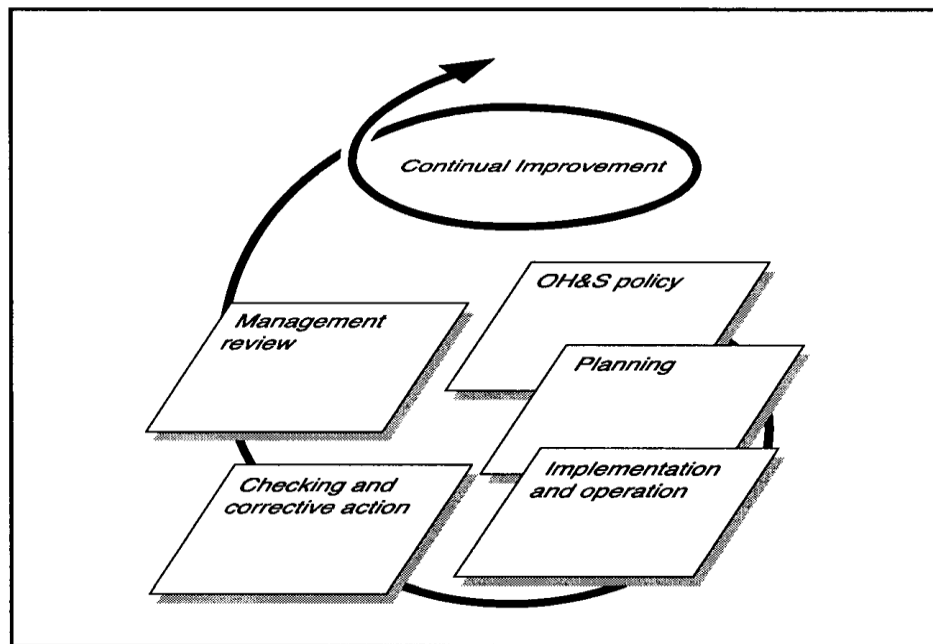 Continual Improvement
OH&S policy
Management
review
Planning
Implementation
and operation
Checking and
corrective action